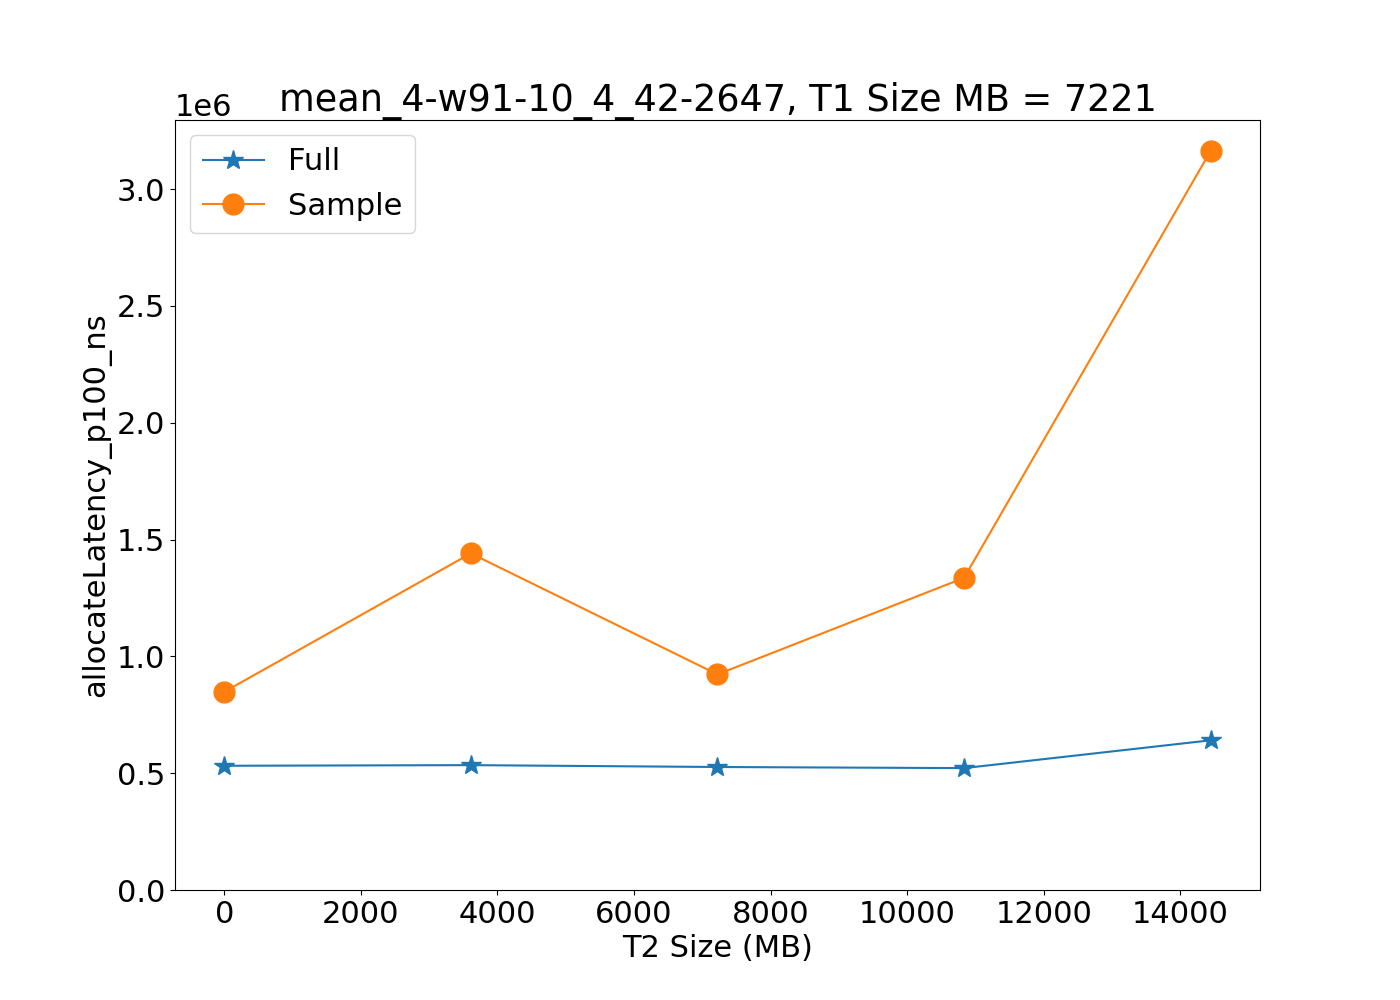 1e6
mean_4-w91-10_4_42-2647, T1 Size MB = 7221
Full
Sample
3.0
2.5
2.0
1.5
1.0
0.5
0.0
allocateLatency_p100_ns
0 2000 4000 6000 8000 10000 12000 14000
T2 Size (MB)